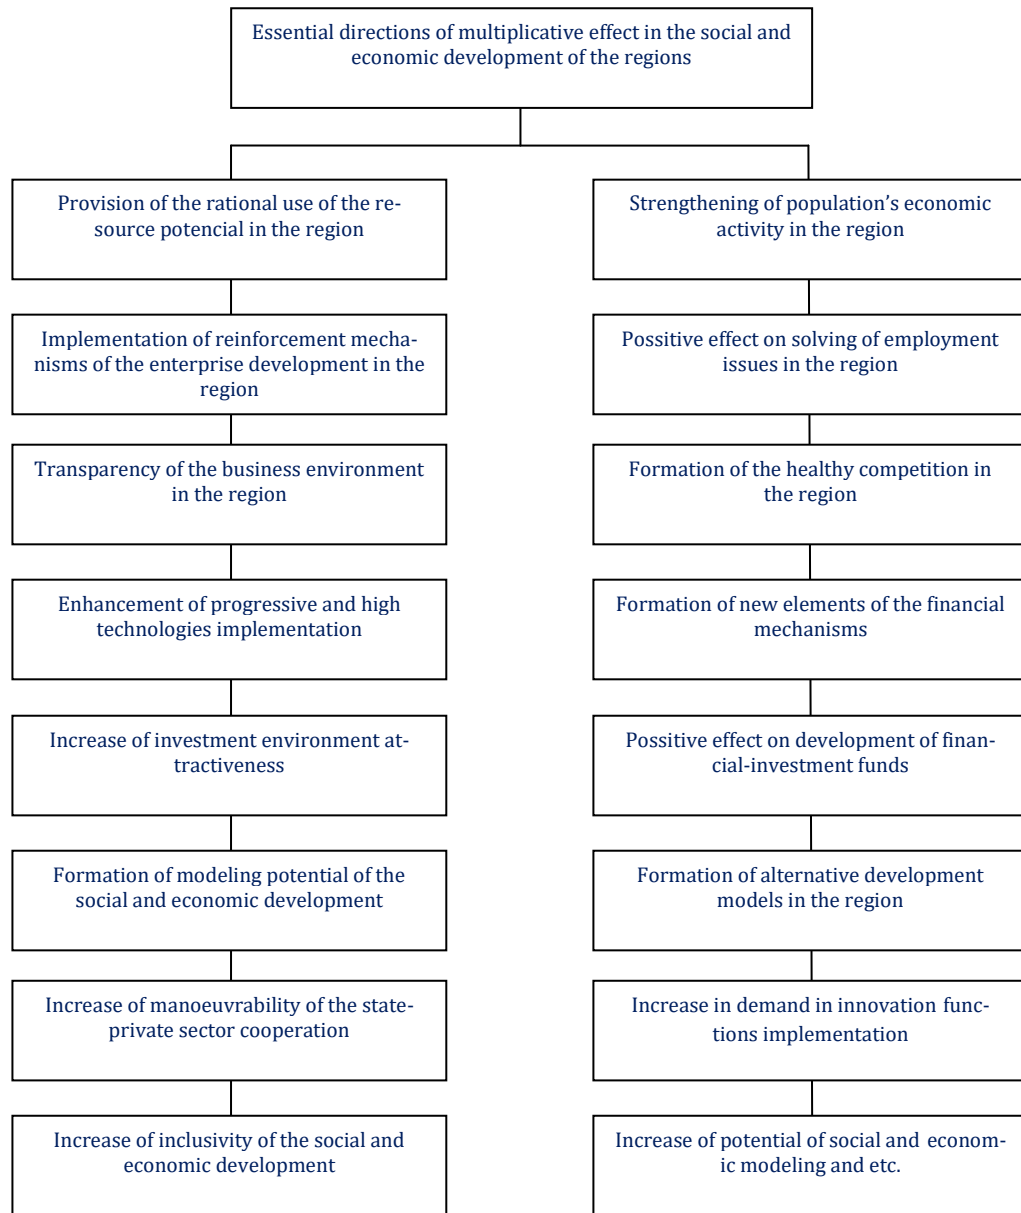 Essential directions of multiplicative effect in the social and
economic development of the regions
Provision of the rational use of the re-
source potencial in the region
Strengthening of population’s economic
activity in the region
Implementation of reinforcement mecha-
nisms of the enterprise development in the
region
Possitive effect on solving of employment
issues in the region
Transparency of the business environment
in the region
Formation of the healthy competition in
the region
Enhancement of progressive and high
technologies implementation
Formation of new elements of the financial
mechanisms
Increase of investment environment at-
tractiveness
Possitive effect on development of finan-
cial-investment funds
Formation of modeling potential of the
social and economic development
Formation of alternative development
models in the region
Increase of manoeuvrability of the state-
private sector cooperation
Increase in demand in innovation func-
tions implementation
Increase of inclusivity of the social and
economic development
Increase of potential of social and econom-
ic modeling and etc.